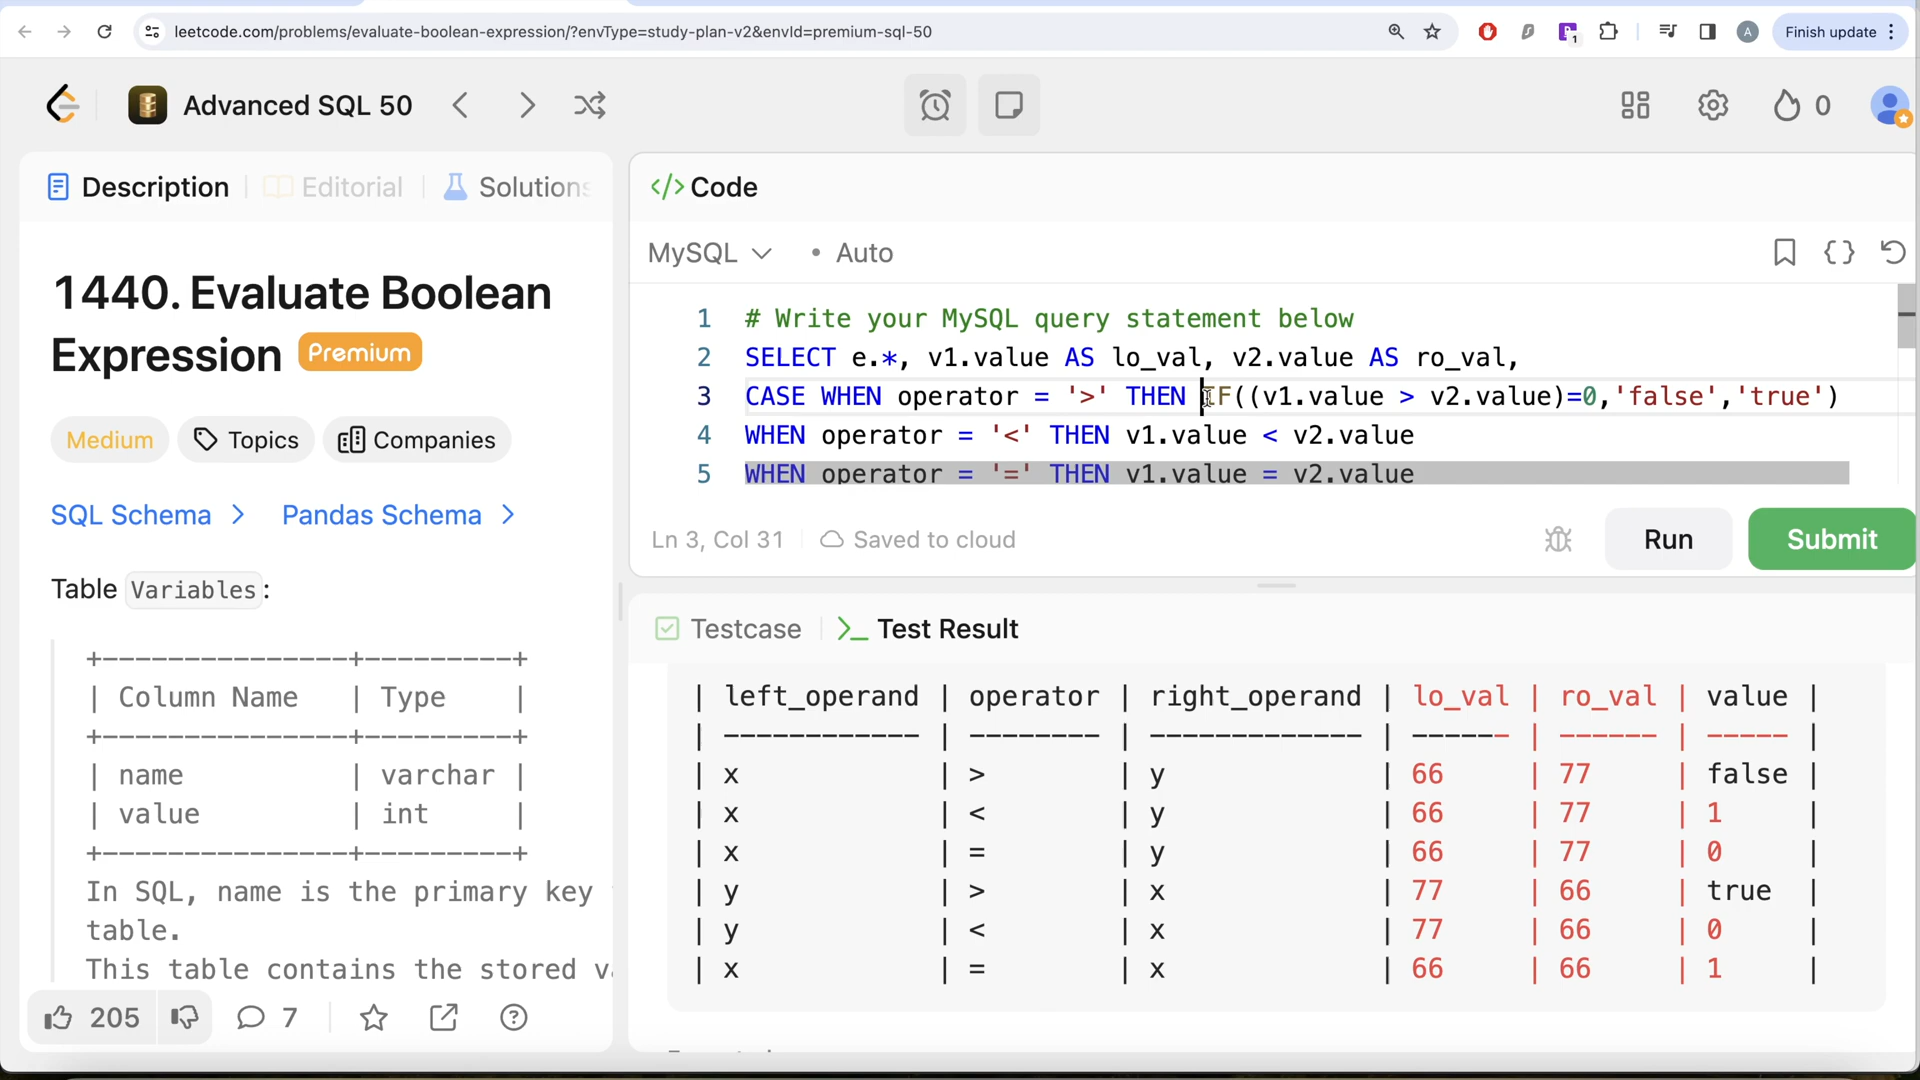 leetcode.com/problems/evaluate-boolean-expression/?envType=study-plan-v2&envId=premium-sql-50
1
A
Finish update
Advanced SQL 50
0
Description
Editorial
Solutions
</> Code
MySQL
• Auto
1440. Evaluate Boolean
Expression
Premium
Medium
Topics
Companies
SQL Schema
Pandas Schema
Table Variables:
+---------------+---------+
| Column Name   | Type    |
+---------------+---------+
| name          | varchar |
| value         | int     |
+---------------+---------+
In SQL, name is the primary key
table.
This table contains the stored
205
7
1 # Write your MySQL query statement below
2 SELECT e.*, v1.value AS lo_val, v2.value AS ro_val,
3 CASE WHEN operator = '>' THEN IF((v1.value > v2.value)=0,'false','true')
4 WHEN operator = '<' THEN v1.value < v2.value
5 WHEN operator = '=' THEN v1.value = v2.value
Ln 3, Col 31
Saved to cloud
Run
Submit
Testcase
Test Result
| left_operand | operator | right_operand | lo_val | ro_val | value |
| ------------ | -------- | ------------- | ------ | ------ | ----- |
| x            | >        | y             | 66     | 77     | false |
| x            | <        | y             | 66     | 77     | 1     |
| x            | =        | y             | 66     | 77     | 0     |
| y            | >        | x             | 77     | 66     | true  |
| y            | <        | x             | 77     | 66     | 0     |
| x            | =        | x             | 66     | 66     | 1     |